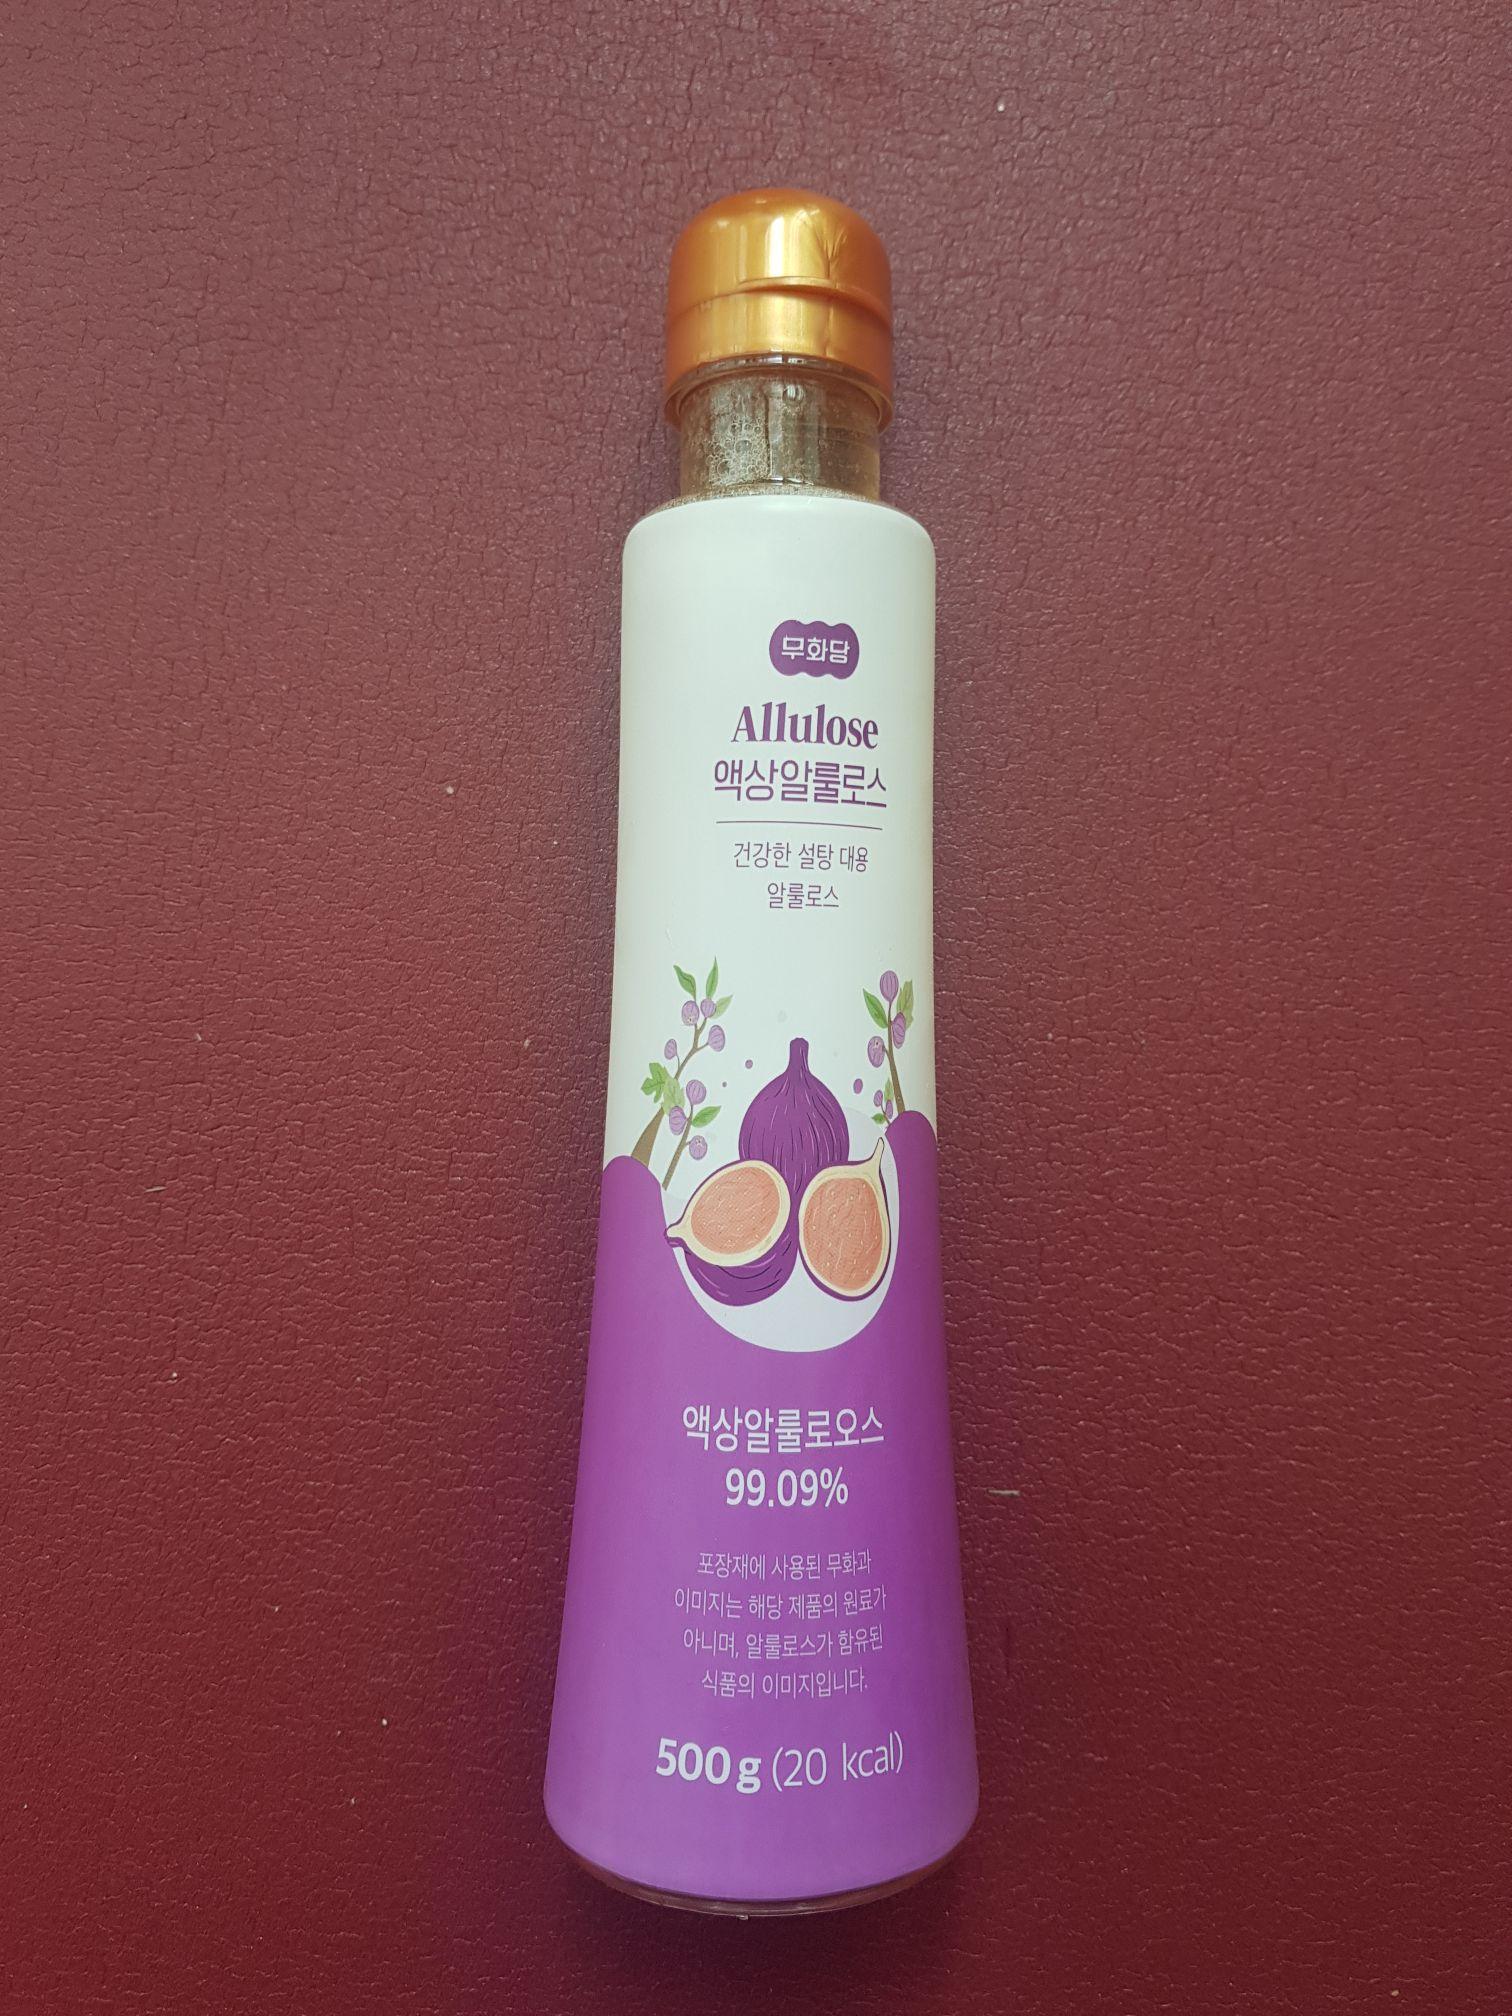 무화당
Allulose
액상알룰로스
건강한 설탕 대용
알룰로스
액상알룰로오스
99.09%
포장재에 사용된 무화과
이미지는 해당 제품의 원료가
아니며, 알룰로스가 함유된
식품의 이미지입니다.
500g (20 kcal)